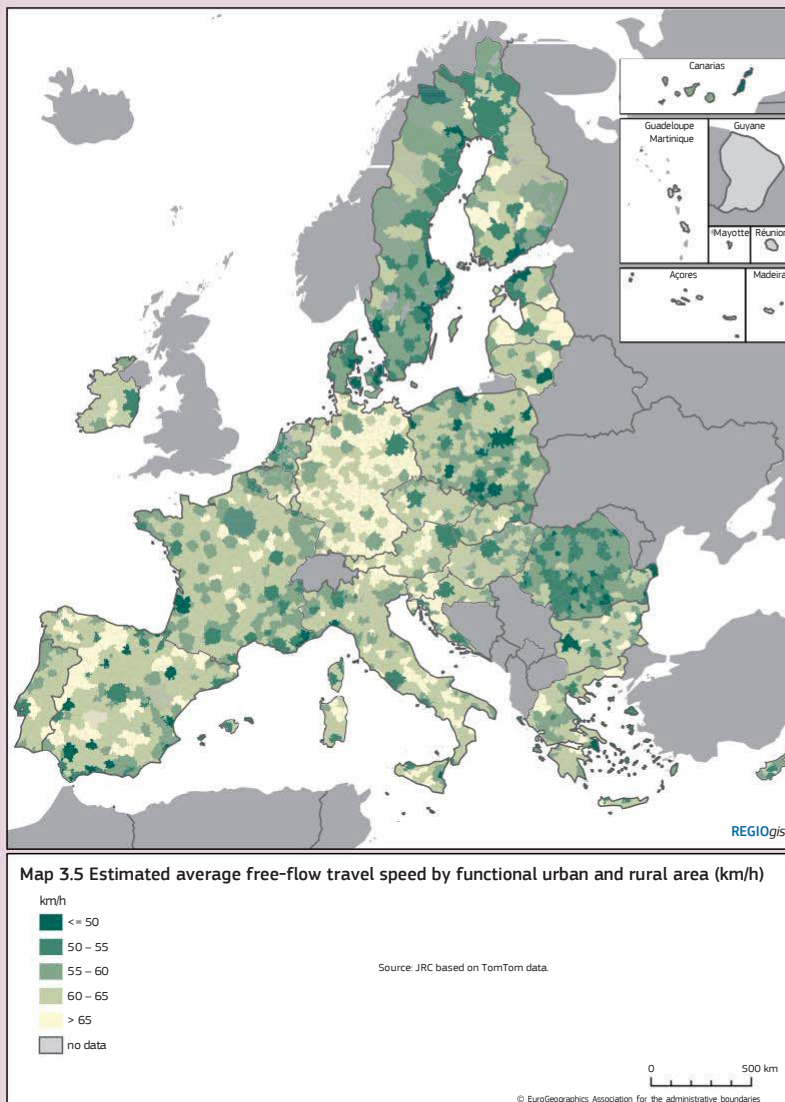 Canarias
Guadeloupe
Martinique
Guyane
Mayotte
Réunion
Açores
Madeira
REGIOgis
Map 3.5 Estimated average free-flow travel speed by functional urban and rural area (km/h)
km/h
<= 50
50 – 55
55 – 60
60 – 65
> 65
no data
Source: JRC based on TomTom data.
0 500 km
© EuroGeographics Association for the administrative boundaries